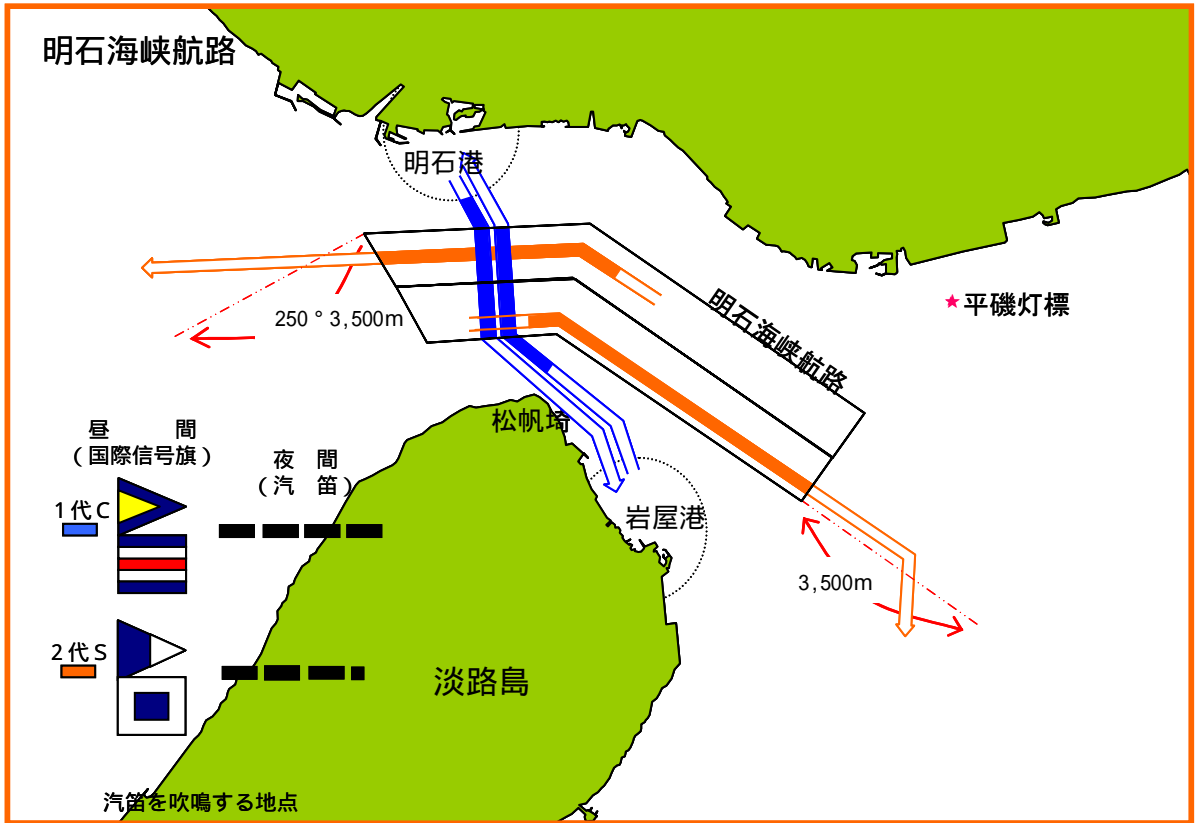 明石海峡航路
明石港
250 ° 3,500m
明石海峡航路
平磯灯標
松帆埼
昼 間
（国際信号旗）
夜 間
（汽 笛）
1代C
岩屋港
3,500m
2代S
淡路島
汽笛を吹鳴する地点